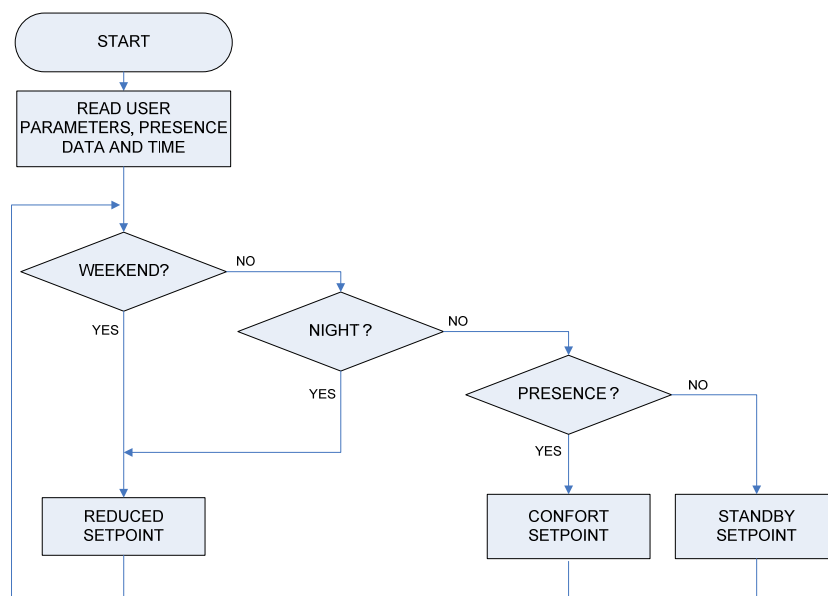 START
READ USER
PARAMETERS, PRESENCE
DATA AND TIME
WEEKEND?
NO
YES
NIGHT ?
NO
YES
PRESENCE ?
NO
YES
REDUCED
SETPOINT
CONFORT
SETPOINT
STANDBY
SETPOINT